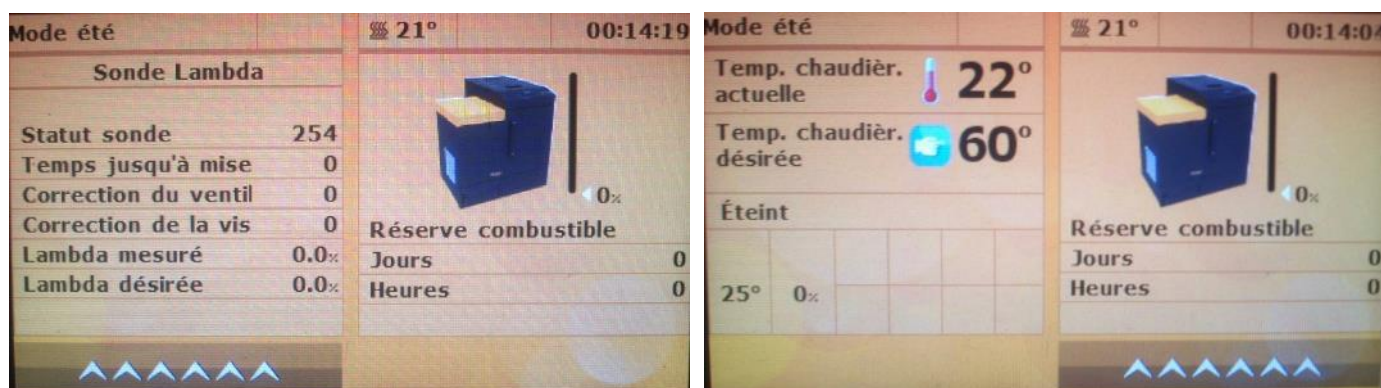 Mode été
21°
00:14:19
Sonde Lambda
Statut sonde 254
Temps jusqu'à mise 0
Correction du ventil 0
Correction de la vis 0
Lambda mesuré 0.0%
Lambda désirée 0.0%
0%
Réserve combustible
Jours 0
Heures 0
Mode été
21°
00:14:04
Temp. chaudièr. actuelle 22°
Temp. chaudièr. désirée 60°
Éteint
25° 0%
0%
Réserve combustible
Jours 0
Heures 0